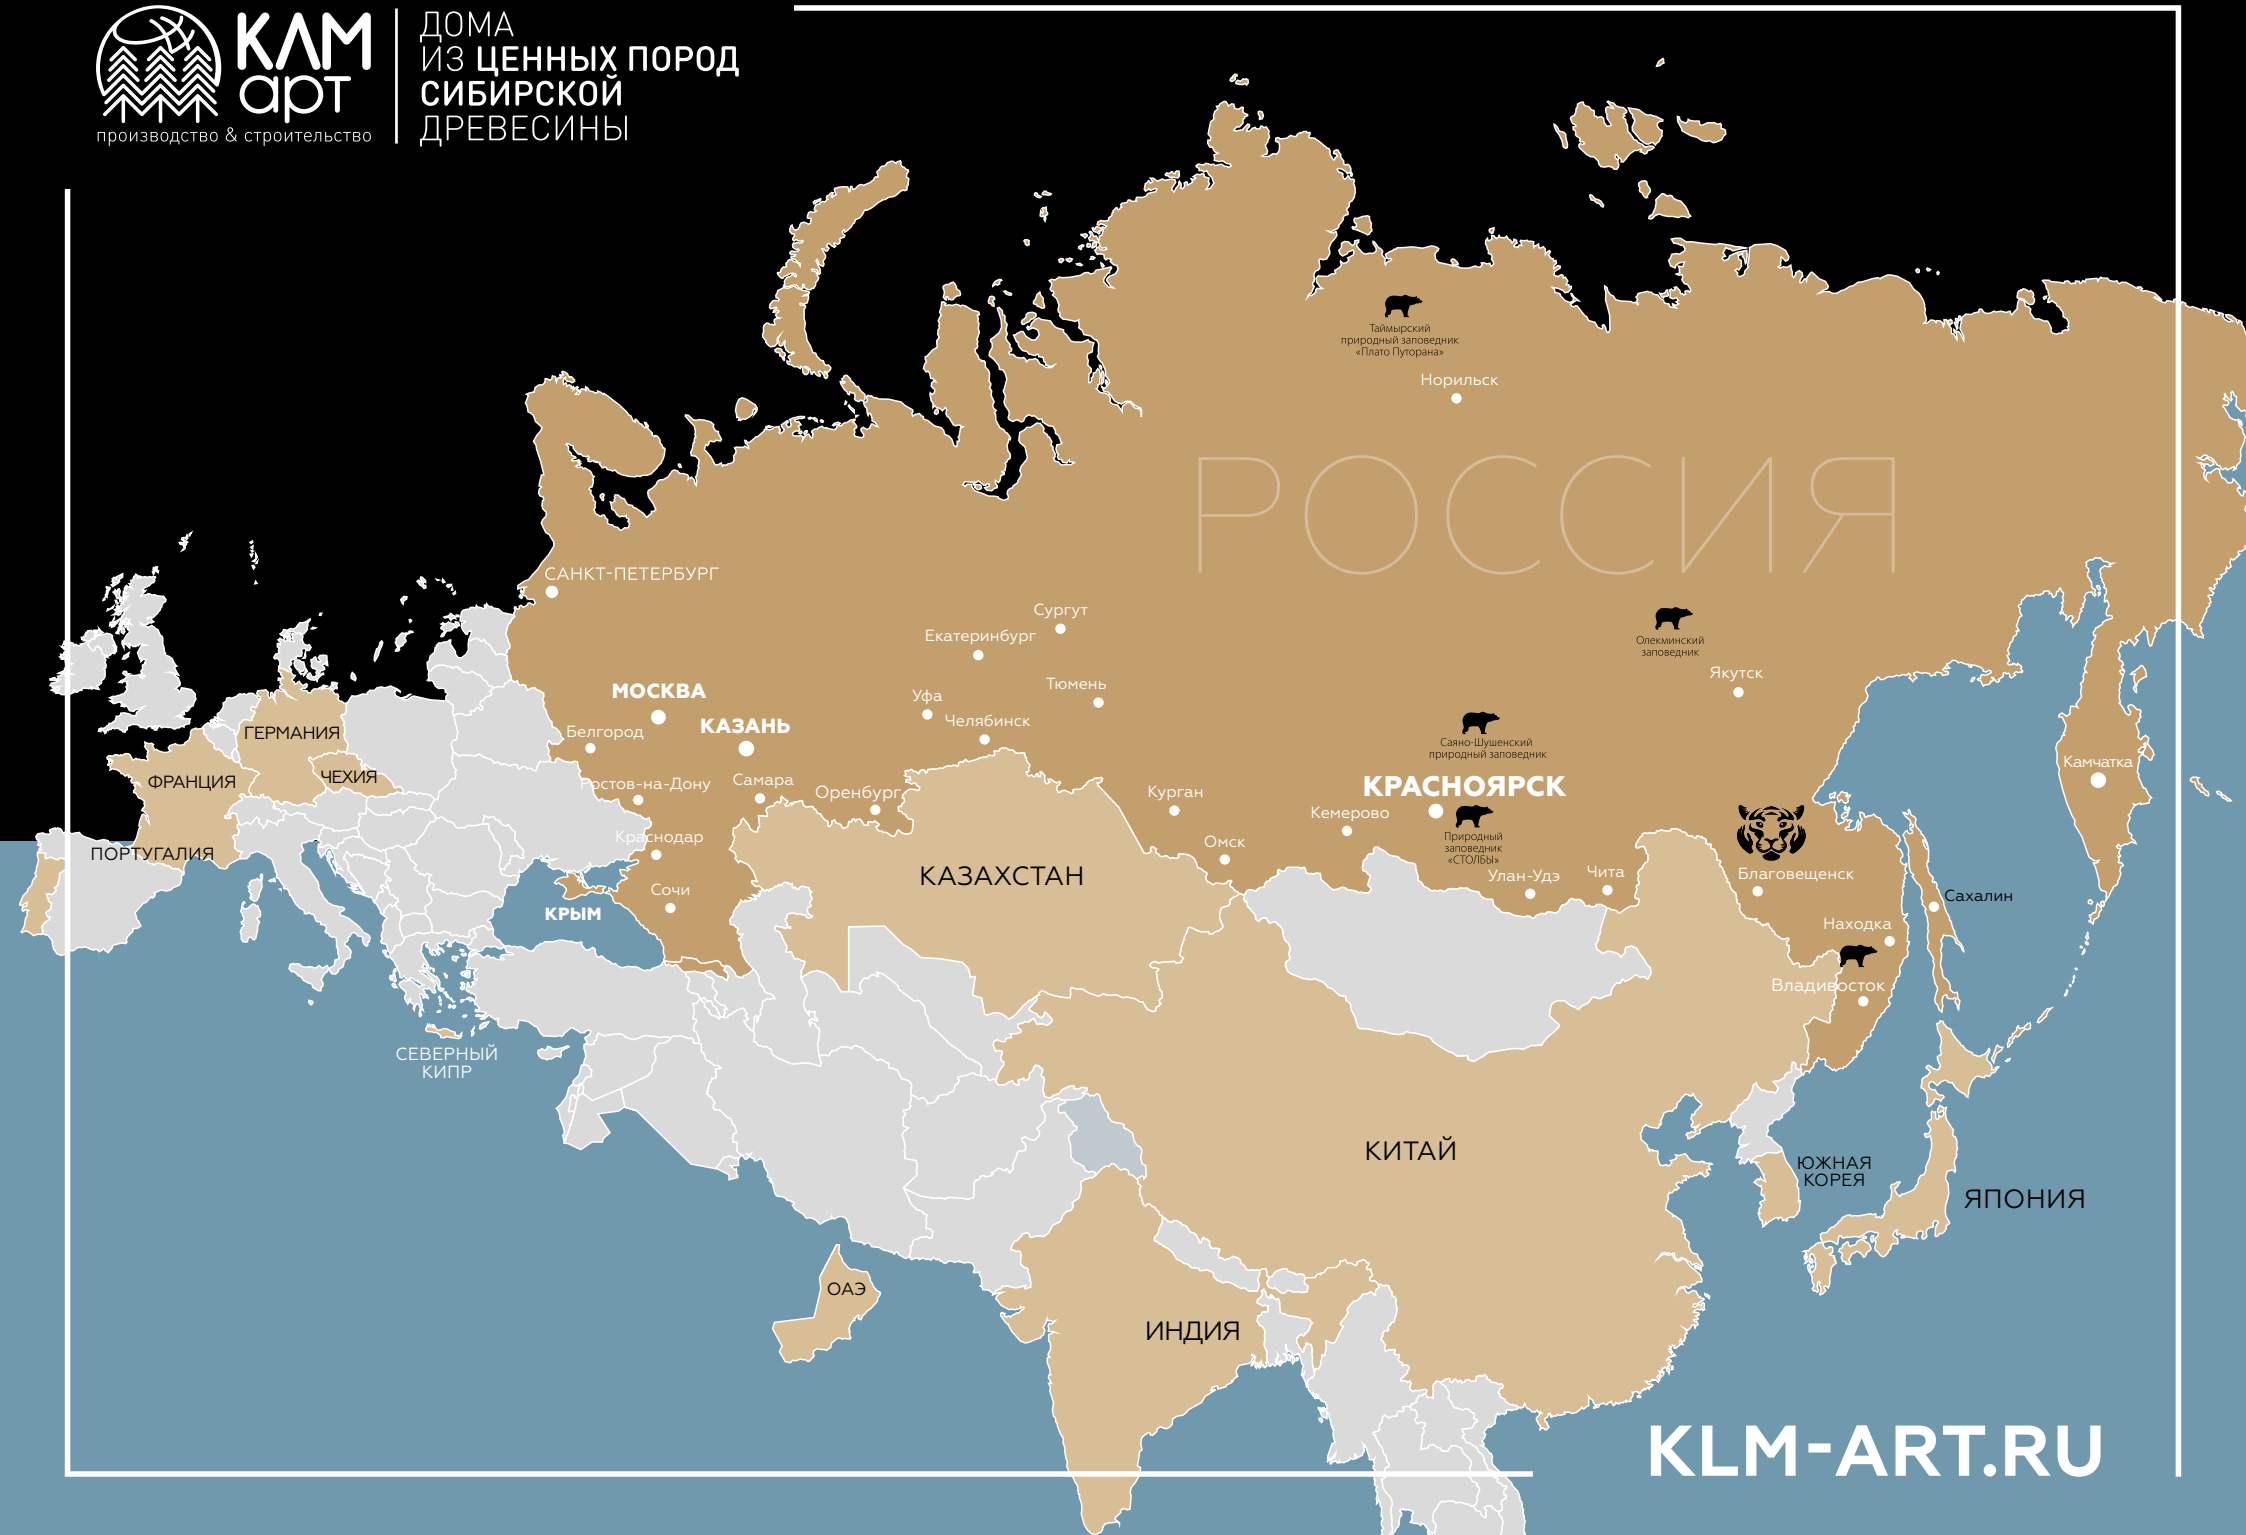 КЛМ
арт
производство & строительство
ДОМА
ИЗ ЦЕННЫХ ПОРОД
СИБИРСКОЙ
ДРЕВЕСИНЫ
Таймырский
природный заповедник
«Плато Путорана»
Норильск
РОССИЯ
САНКТ-ПЕТЕРБУРГ
Сургут
Екатеринбург
Олекминский
заповедник
Якутск
МОСКВА
Тюмень
Уфа
КАЗАНЬ
Челябинск
Белгород
ГЕРМАНИЯ
Саяно-Шушенский
природный заповедник
Камчатка
ФРАНЦИЯ
ЧЕХИЯ
Ростов-на-Дону
Самара
Оренбург
Курган
КРАСНОЯРСК
Кемерово
Краснодар
Омск
Природный
заповедник
«СТОЛБЫ»
ПОРТУГАЛИЯ
КАЗАХСТАН
Улан-Удэ
Чита
Благовещенск
Сочи
Сахалин
КРЫМ
Находка
Владивосток
СЕВЕРНЫЙ
КИПР
КИТАЙ
ЮЖНАЯ
КОРЕЯ
ЯПОНИЯ
ОАЭ
ИНДИЯ
KLM-ART.RU